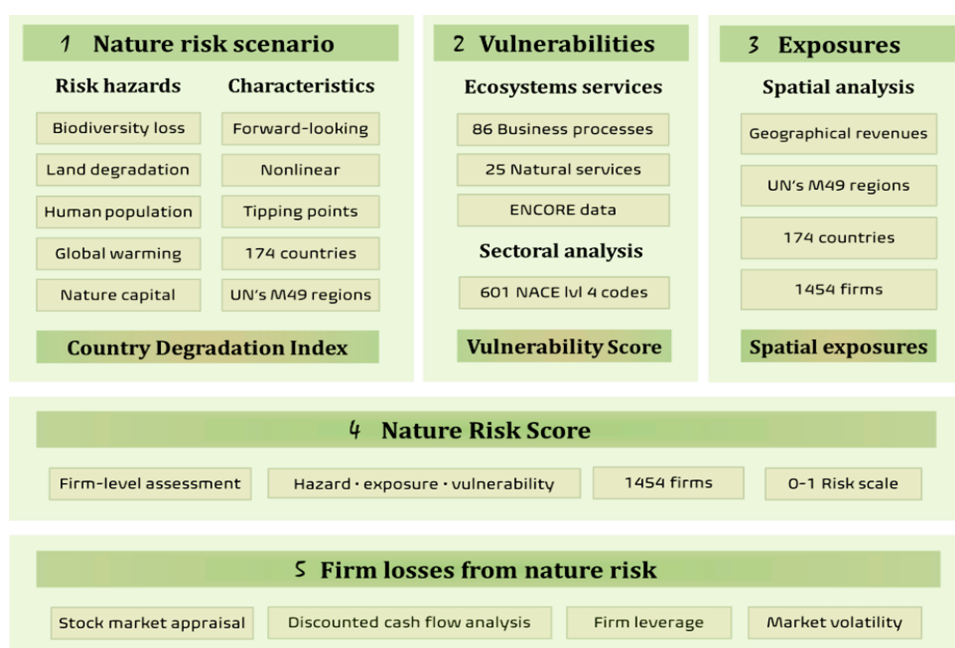 1 Nature risk scenario
Risk hazards
Biodiversity loss
Land degradation
Human population
Global warming
Nature capital
Characteristics
Forward-looking
Nonlinear
Tipping points
174 countries
UN's M49 regions
Country Degradation Index
2 Vulnerabilities
Ecosystems services
86 Business processes
25 Natural services
ENCORE data
Sectoral analysis
601 NACE lvl 4 codes
Vulnerability Score
3 Exposures
Spatial analysis
Geographical revenues
UN's M49 regions
174 countries
1454 firms
Spatial exposures
4 Nature Risk Score
Firm-level assessment
Hazard · exposure · vulnerability
1454 firms
0-1 Risk scale
5 Firm losses from nature risk
Stock market appraisal
Discounted cash flow analysis
Firm leverage
Market volatility